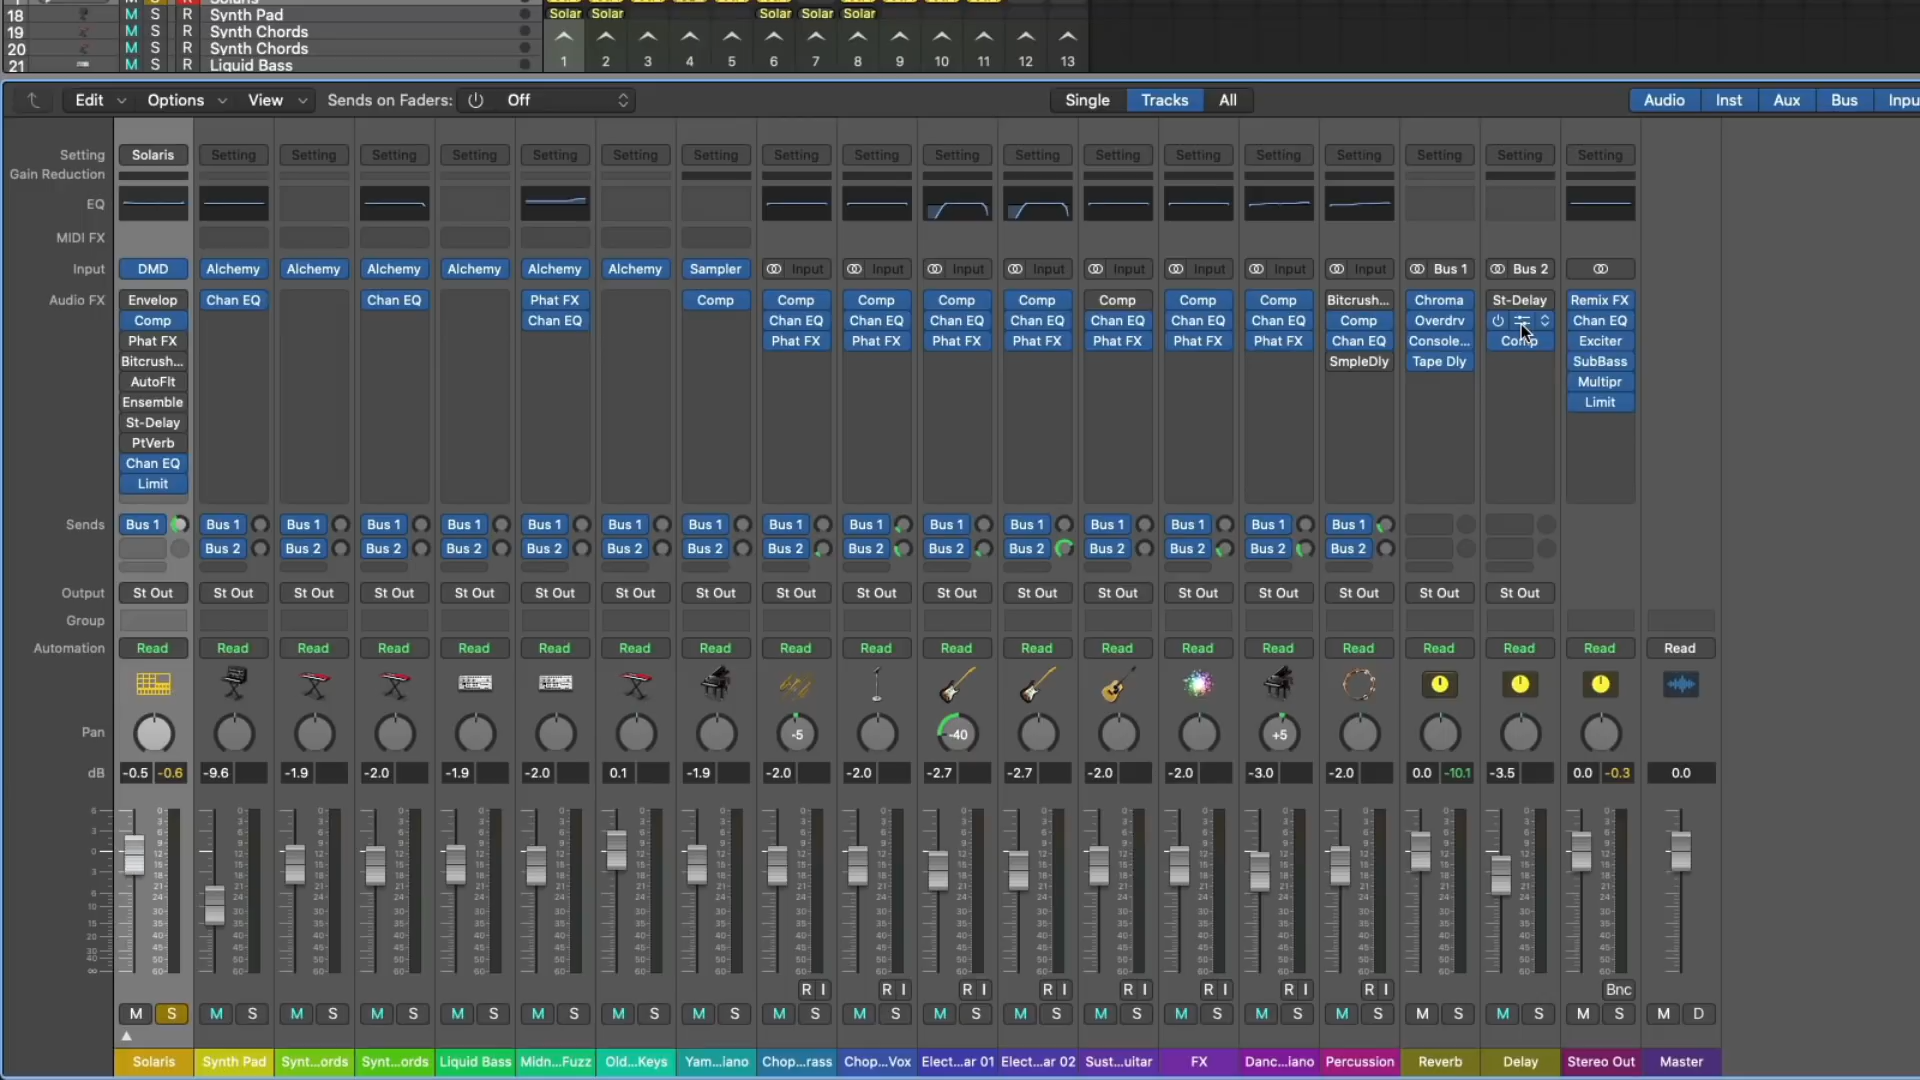 Solaris
18 M S R Synth Pad Solar Solar Solar Solar Solar
19 M S R Synth Chords
20 M S R Synth Chords
21 M S R Liquid Bass 1 2 3 4 5 6 7 8 9 10 11 12 13
Edit Options View Sends on Faders: Off Single Tracks All Audio Inst Aux Bus Inpu
Setting Solaris Setting Setting Setting Setting Setting Setting Setting Setting Setting Setting Setting Setting Setting Setting Setting Setting Setting Setting
Gain Reduction
EQ
MIDI FX
Input DMD Alchemy Alchemy Alchemy Alchemy Alchemy Alchemy Sampler Input Input Input Input Input Input Input Input Bus 1 Bus 2
Audio FX Envelop Chan EQ Chan EQ Phat FX Comp Comp Comp Comp Comp Comp Comp Comp Bitcrush... Chroma St-Delay Remix FX
Comp Chan EQ Chan EQ Chan EQ Chan EQ Chan EQ Chan EQ Chan EQ Chan EQ Comp Overdrv Chan EQ
Phat FX Phat FX Phat FX Phat FX Phat FX Phat FX Phat FX Phat FX Chan EQ Console... Comp Exciter
Bitcrush... SmpleDly Tape Dly SubBass
AutoFlt Multipr
Ensemble Limit
St-Delay
PtVerb
Chan EQ
Limit
Sends Bus 1 Bus 1 Bus 1 Bus 1 Bus 1 Bus 1 Bus 1 Bus 1 Bus 1 Bus 1 Bus 1 Bus 1 Bus 1 Bus 1 Bus 1 Bus 1
Bus 2 Bus 2 Bus 2 Bus 2 Bus 2 Bus 2 Bus 2 Bus 2 Bus 2 Bus 2 Bus 2 Bus 2 Bus 2 Bus 2 Bus 2
Output St Out St Out St Out St Out St Out St Out St Out St Out St Out St Out St Out St Out St Out St Out St Out St Out St Out St Out
Group
Automation Read Read Read Read Read Read Read Read Read Read Read Read Read Read Read Read Read Read Read Read
Pan -5 -40 +5
dB -0.5 -0.6 -9.6 -1.9 -2.0 -1.9 -2.0 0.1 -1.9 -2.0 -2.0 -2.7 -2.7 -2.0 -2.0 -3.0 -2.0 0.0 -10.1 -3.5 0.0 -0.3 0.0
R I R I R I R I R I R I R I R I Bnc
M S M S M S M S M S M S M S M S M S M S M S M S M S M S M S M S M S M S M S M D
Solaris Synth Pad Synt...ords Synt...ords Liquid Bass Midn...Fuzz Old...Keys Yam...iano Chop...rass Chop...Vox Elect...ar 01 Elect...ar 02 Sust...uitar FX Danc...iano Percussion Reverb Delay Stereo Out Master